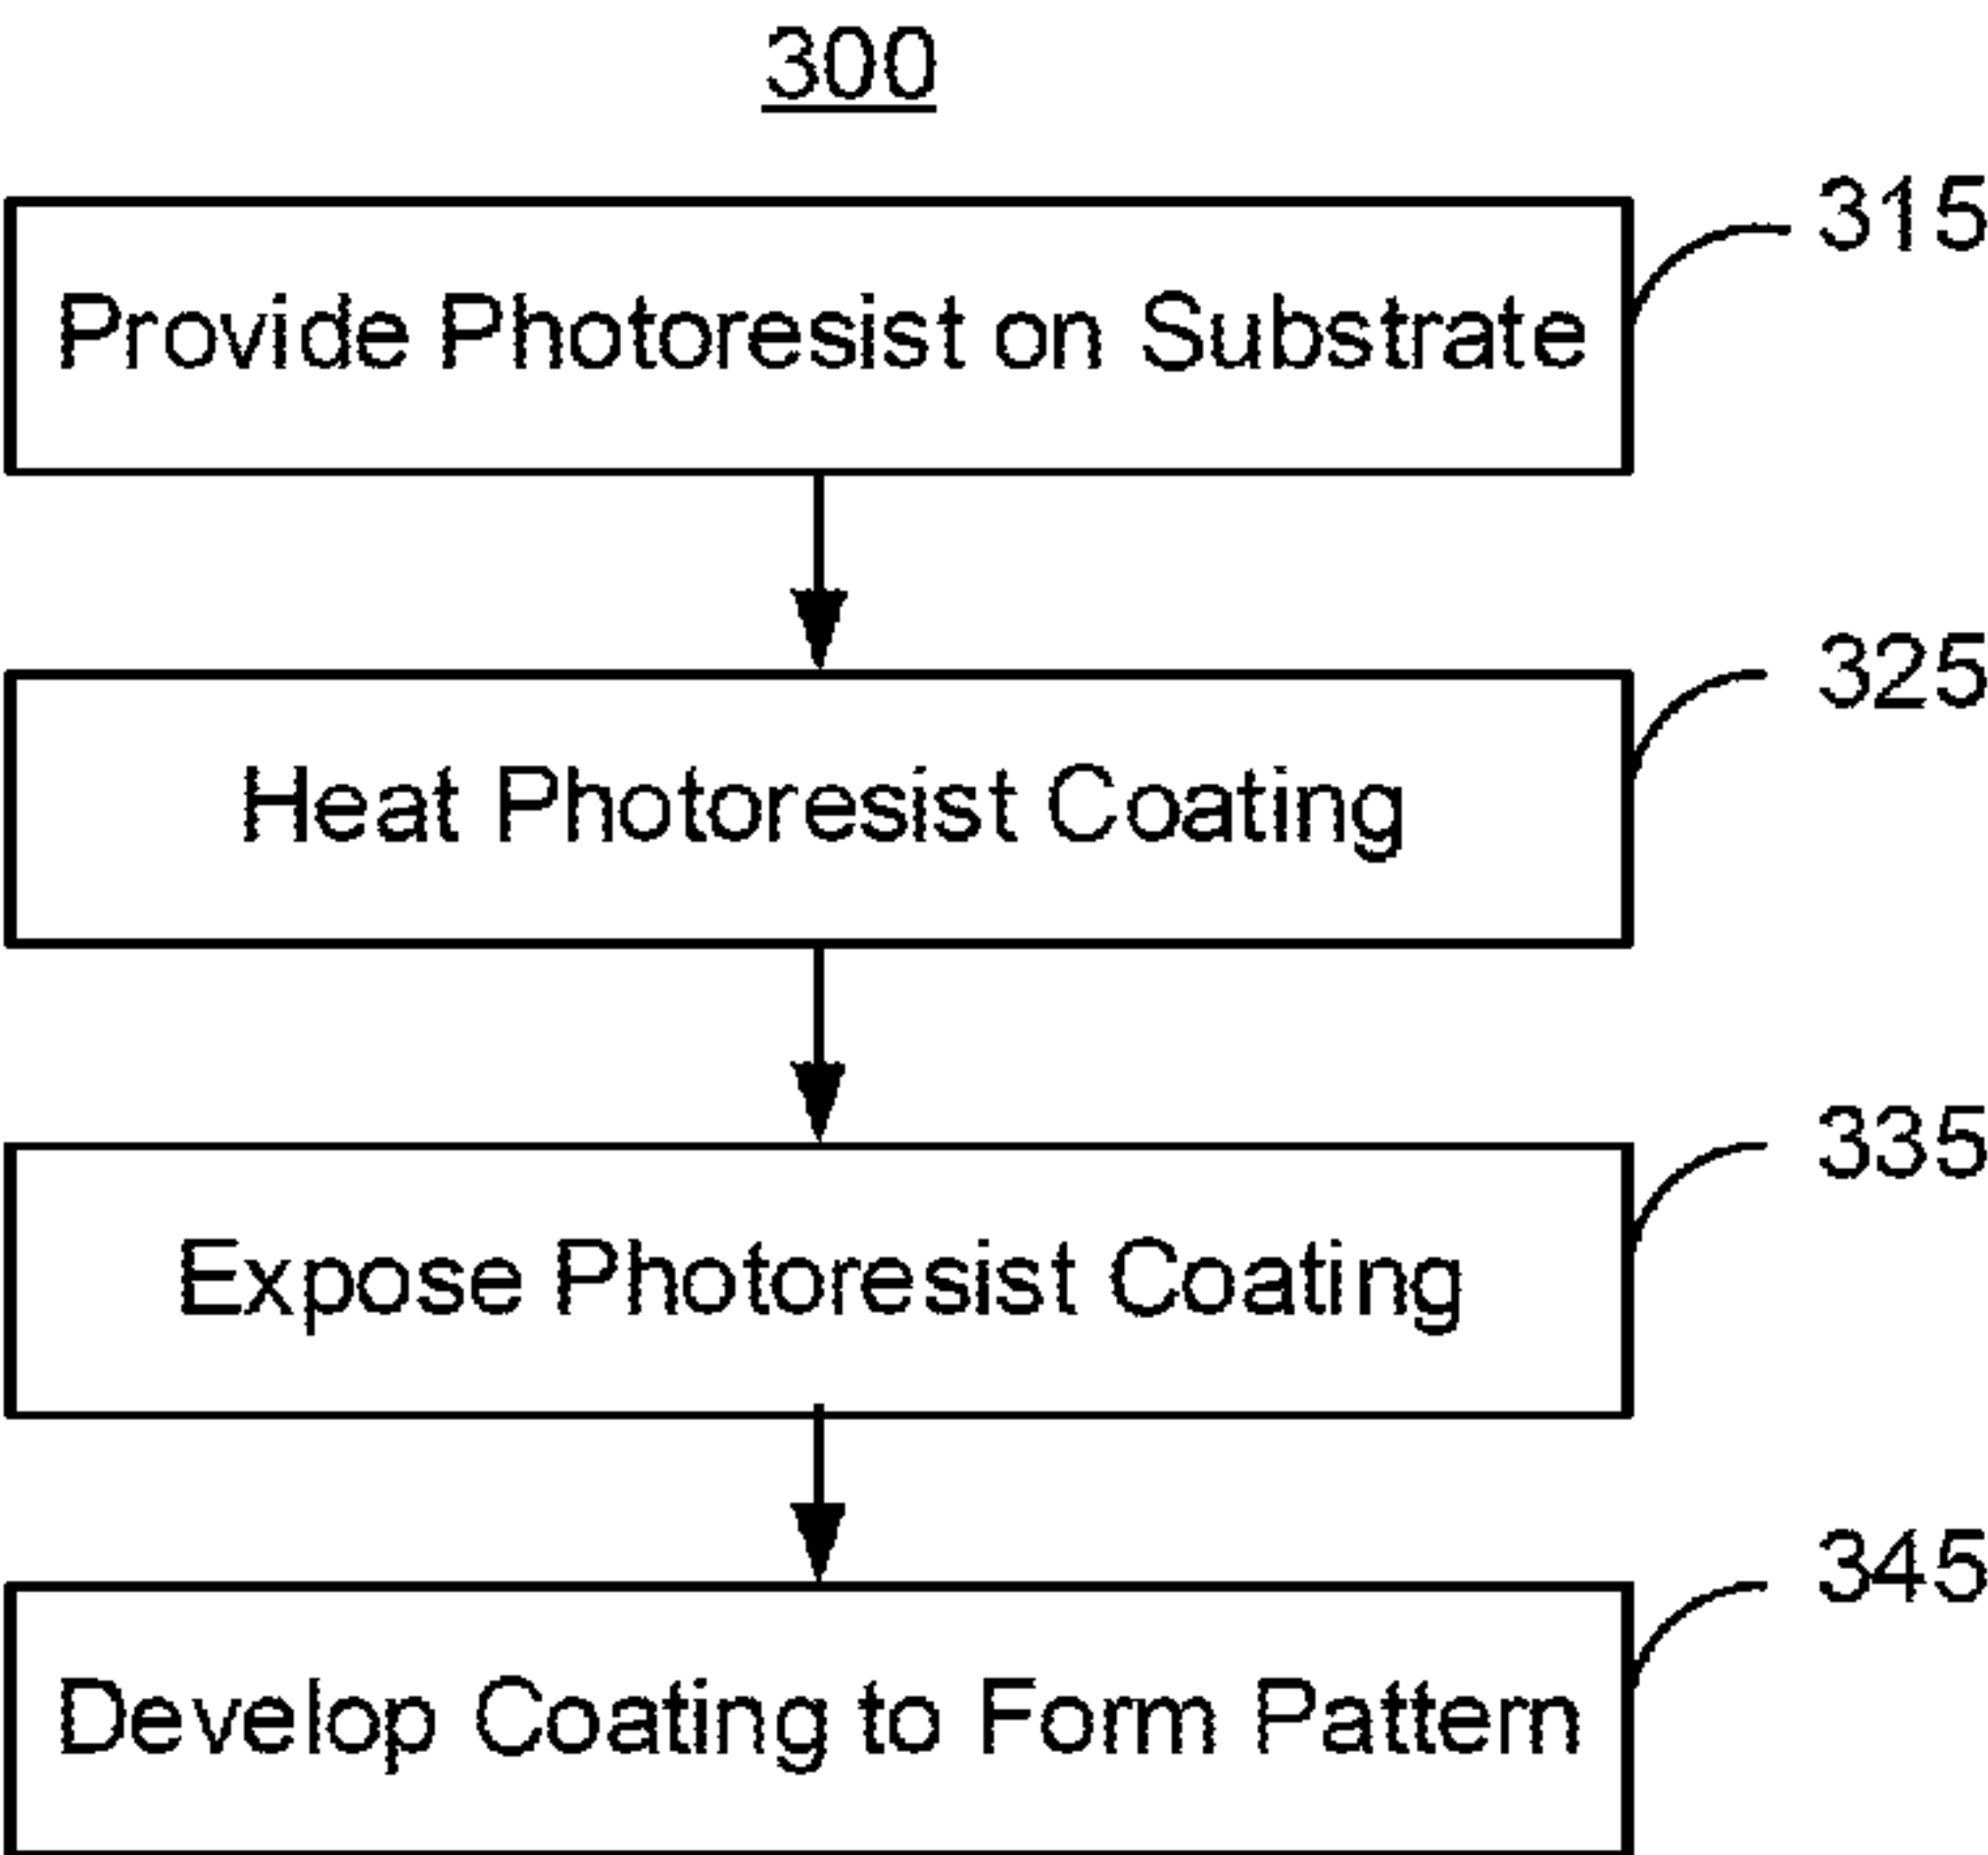 300
315
Provide Photoresist on Substrate
325
Heat Photoresist Coating
335
Expose Photoresist Coating
345
Develop Coating to Form Pattern